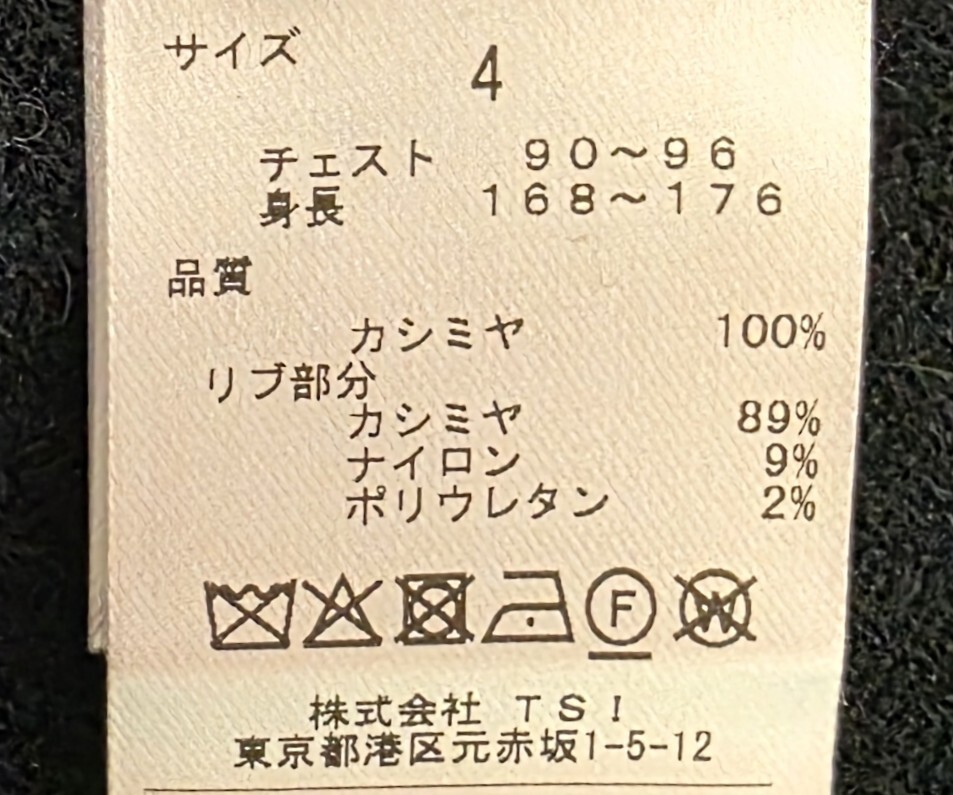 サイズ 4
チェスト 90～96
身長 168～176
品質
カシミヤ 100%
リブ部分
カシミヤ 89%
ナイロン 9%
ポリウレタン 2%
F W
株式会社 TSI
東京都港区元赤坂1-5-12